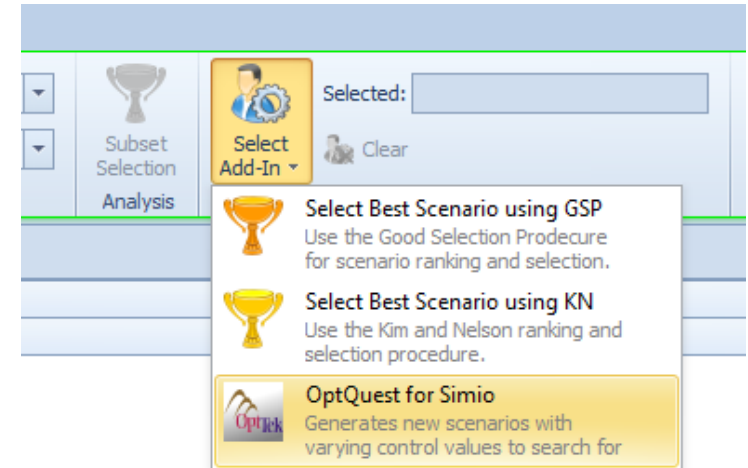 Selected:
Subset
Selection
Select
Add-In
Clear
Analysis
Select Best Scenario using GSP
Use the Good Selection Prodecure
for scenario ranking and selection.
Select Best Scenario using KN
Use the Kim and Nelson ranking and
selection procedure.
OptTek
OptQuest for Simio
Generates new scenarios with
varying control values to search for